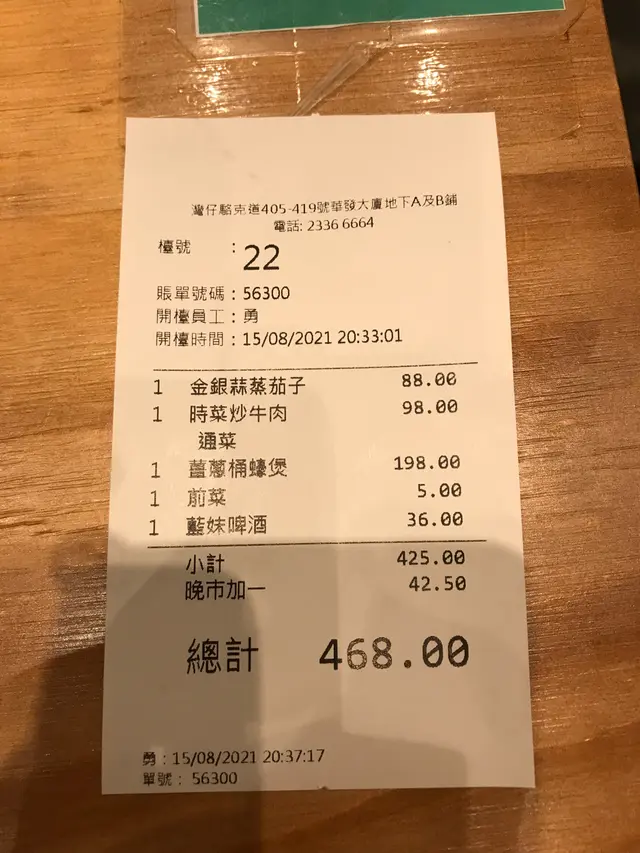 灣仔駱克道405-419號華發大廈地下A及B鋪
電話: 2336 6664
檯號 : 22
賬單號碼 : 56300
開檯員工 : 勇
開檯時間 : 15/08/2021 20:33:01
1 金銀蒜蒸茄子 88.00
1 時菜炒牛肉 98.00
通菜
1 薑蔥桶蠔煲 198.00
1 前菜 5.00
1 藍妹啤酒 36.00
小計 425.00
晚市加一 42.50
總計 468.00
勇 : 15/08/2021 20:37:17
單號 : 56300